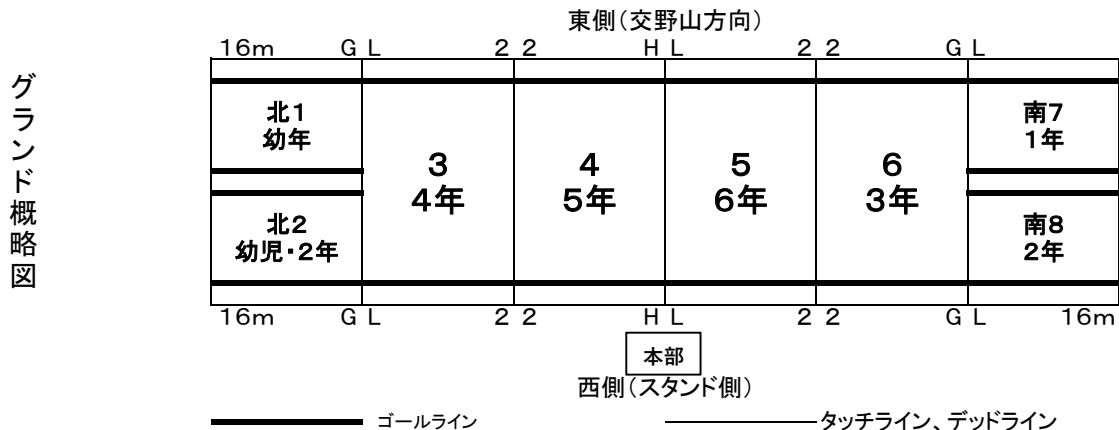 東側(交野山方向)
16m GL 22 HL 22 GL
グランド概略図
北1
幼年
北2
幼児・2年
3
4年
4
5年
5
6年
6
3年
南7
1年
南8
2年
16m GL 22 HL 22 GL 16m
本部
西側(スタンド側)
ゴールライン タッチライン、デッドライン